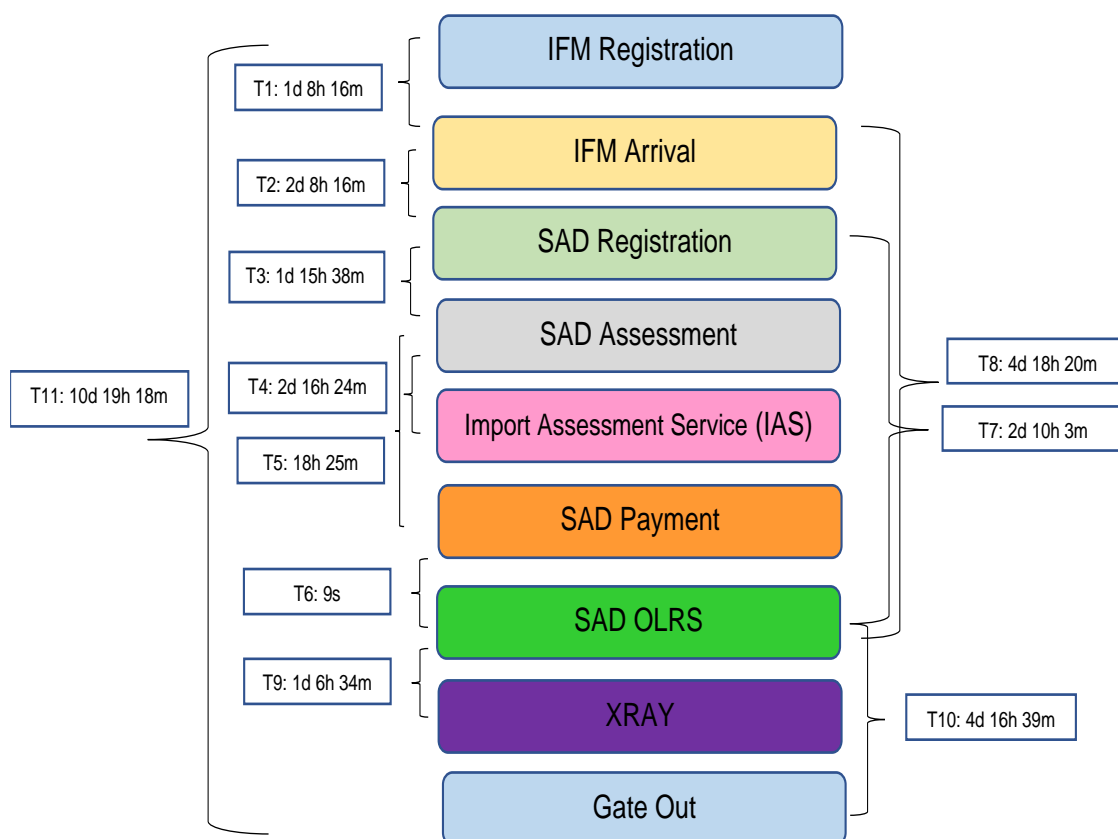 IFM Registration
T1: 1d 8h 16m
IFM Arrival
T2: 2d 8h 16m
SAD Registration
T3: 1d 15h 38m
SAD Assessment
T8: 4d 18h 20m
T11: 10d 19h 18m
T4: 2d 16h 24m
Import Assessment Service (IAS)
T7: 2d 10h 3m
T5: 18h 25m
SAD Payment
T6: 9s
SAD OLRS
T9: 1d 6h 34m
XRAY
T10: 4d 16h 39m
Gate Out